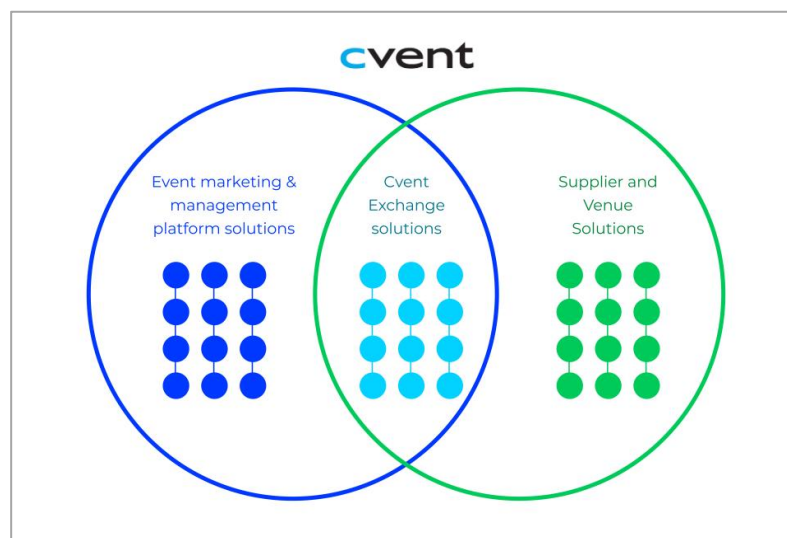 cvent
Event marketing &
management
platform solutions
Cvent
Exchange
solutions
Supplier and
Venue
Solutions